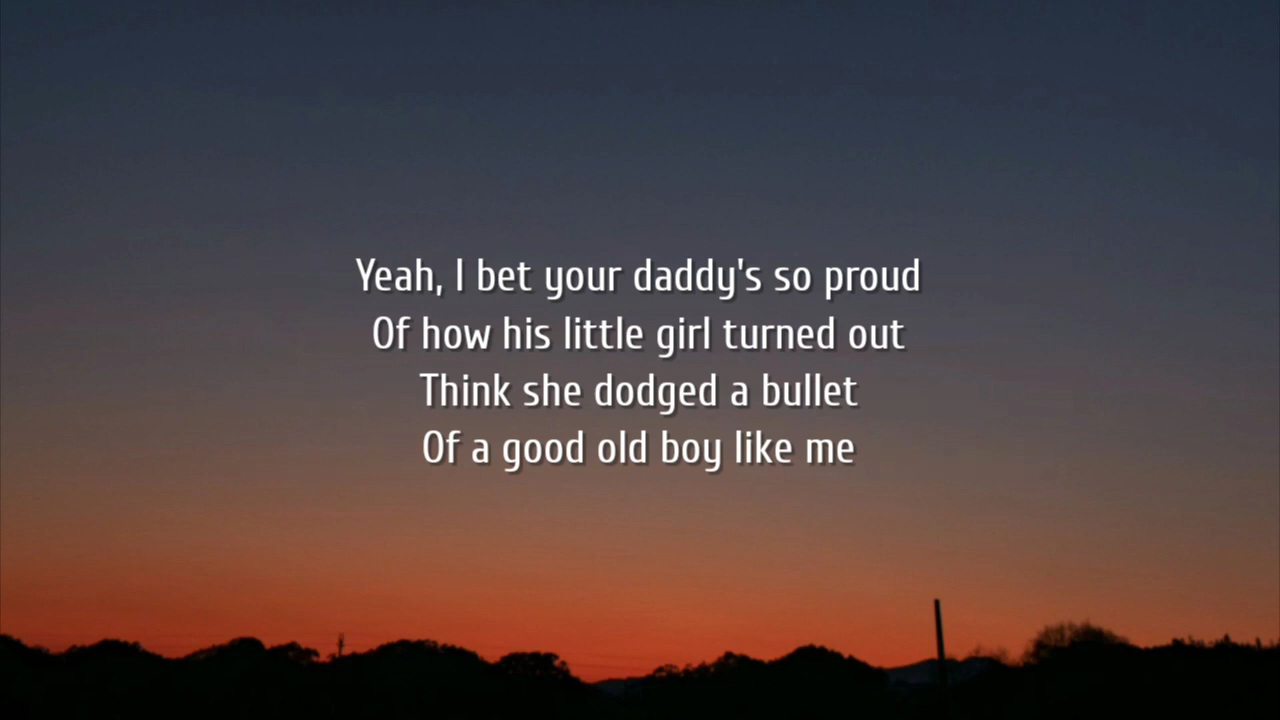 Yeah, I bet your daddy's so proud
Of how his little girl turned out
Think she dodged a bullet
Of a good old boy like me